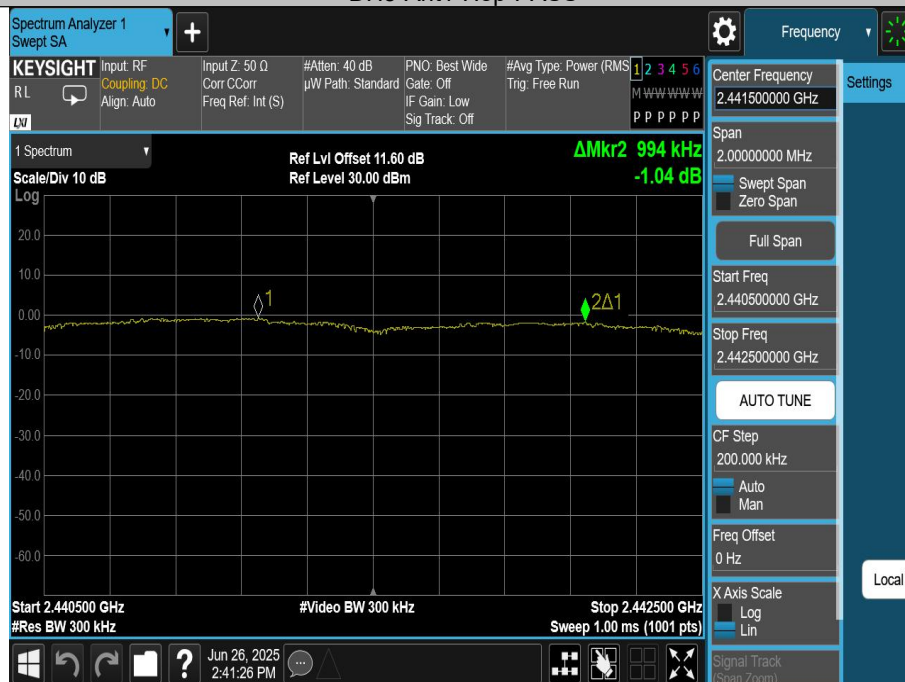 Spectrum Analyzer 1
Swept SA
+
Frequency
KEYSIGHT
RL
LXI
Input: RF
Coupling: DC
Align: Auto
Input Z: 50 Ω
Corr CCorr
Freq Ref: Int (S)
#Atten: 40 dB
µW Path: Standard
PNO: Best Wide
Gate: Off
IF Gain: Low
Sig Track: Off
#Avg Type: Power (RMS
Trig: Free Run
1 2 3 4 5 6
M W W W W W
P P P P P P
1 Spectrum
Scale/Div 10 dB
Log
Ref Lvl Offset 11.60 dB
Ref Level 30.00 dBm
ΔMkr2 994 kHz
-1.04 dB
20.0
10.0
0.00
-10.0
-20.0
-30.0
-40.0
-50.0
-60.0
1
2Δ1
Start 2.440500 GHz
#Res BW 300 kHz
#Video BW 300 kHz
Stop 2.442500 GHz
Sweep 1.00 ms (1001 pts)
Center Frequency
2.441500000 GHz
Settings
Span
2.00000000 MHz
Swept Span
Zero Span
Full Span
Start Freq
2.440500000 GHz
Stop Freq
2.442500000 GHz
AUTO TUNE
CF Step
200.000 kHz
Auto
Man
Freq Offset
0 Hz
Local
X Axis Scale
Log
Lin
Signal Track
(Span Zoom)
?
Jun 26, 2025
2:41:26 PM